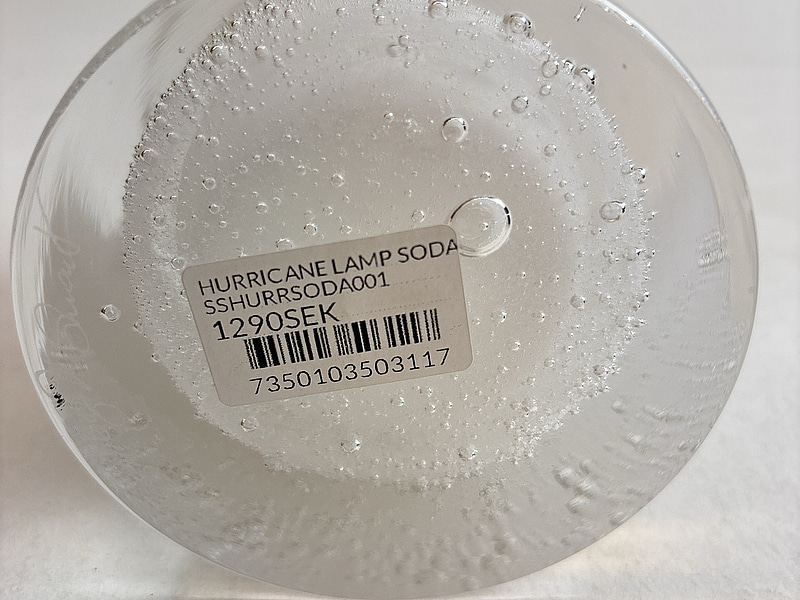 HURRICANE LAMP SODA
SSHURRSODA001
1290SEK
7350103503117